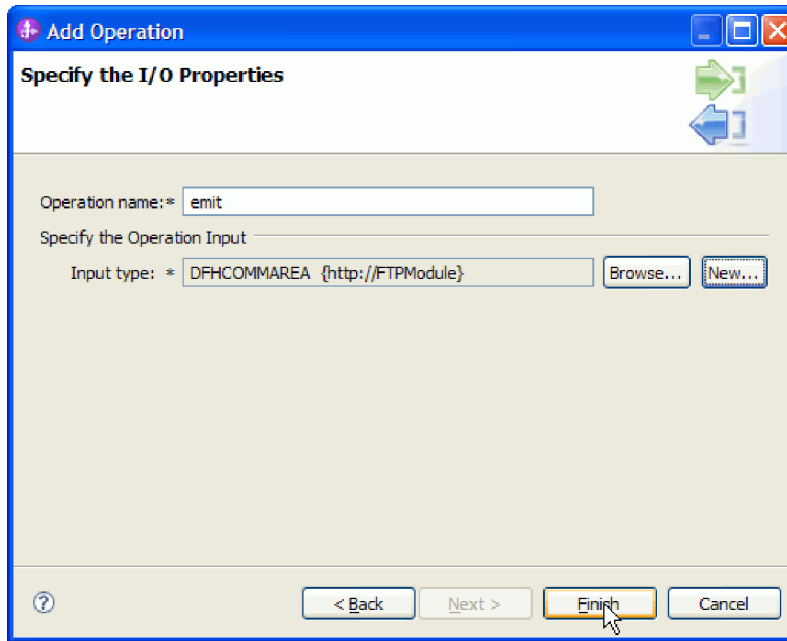 Add Operation
Specify the I/O Properties
Operation name:* emit
Specify the Operation Input
Input type: * DFHCOMMAREA {http://FTPModule} Browse... New...
? < Back Next > Finish Cancel